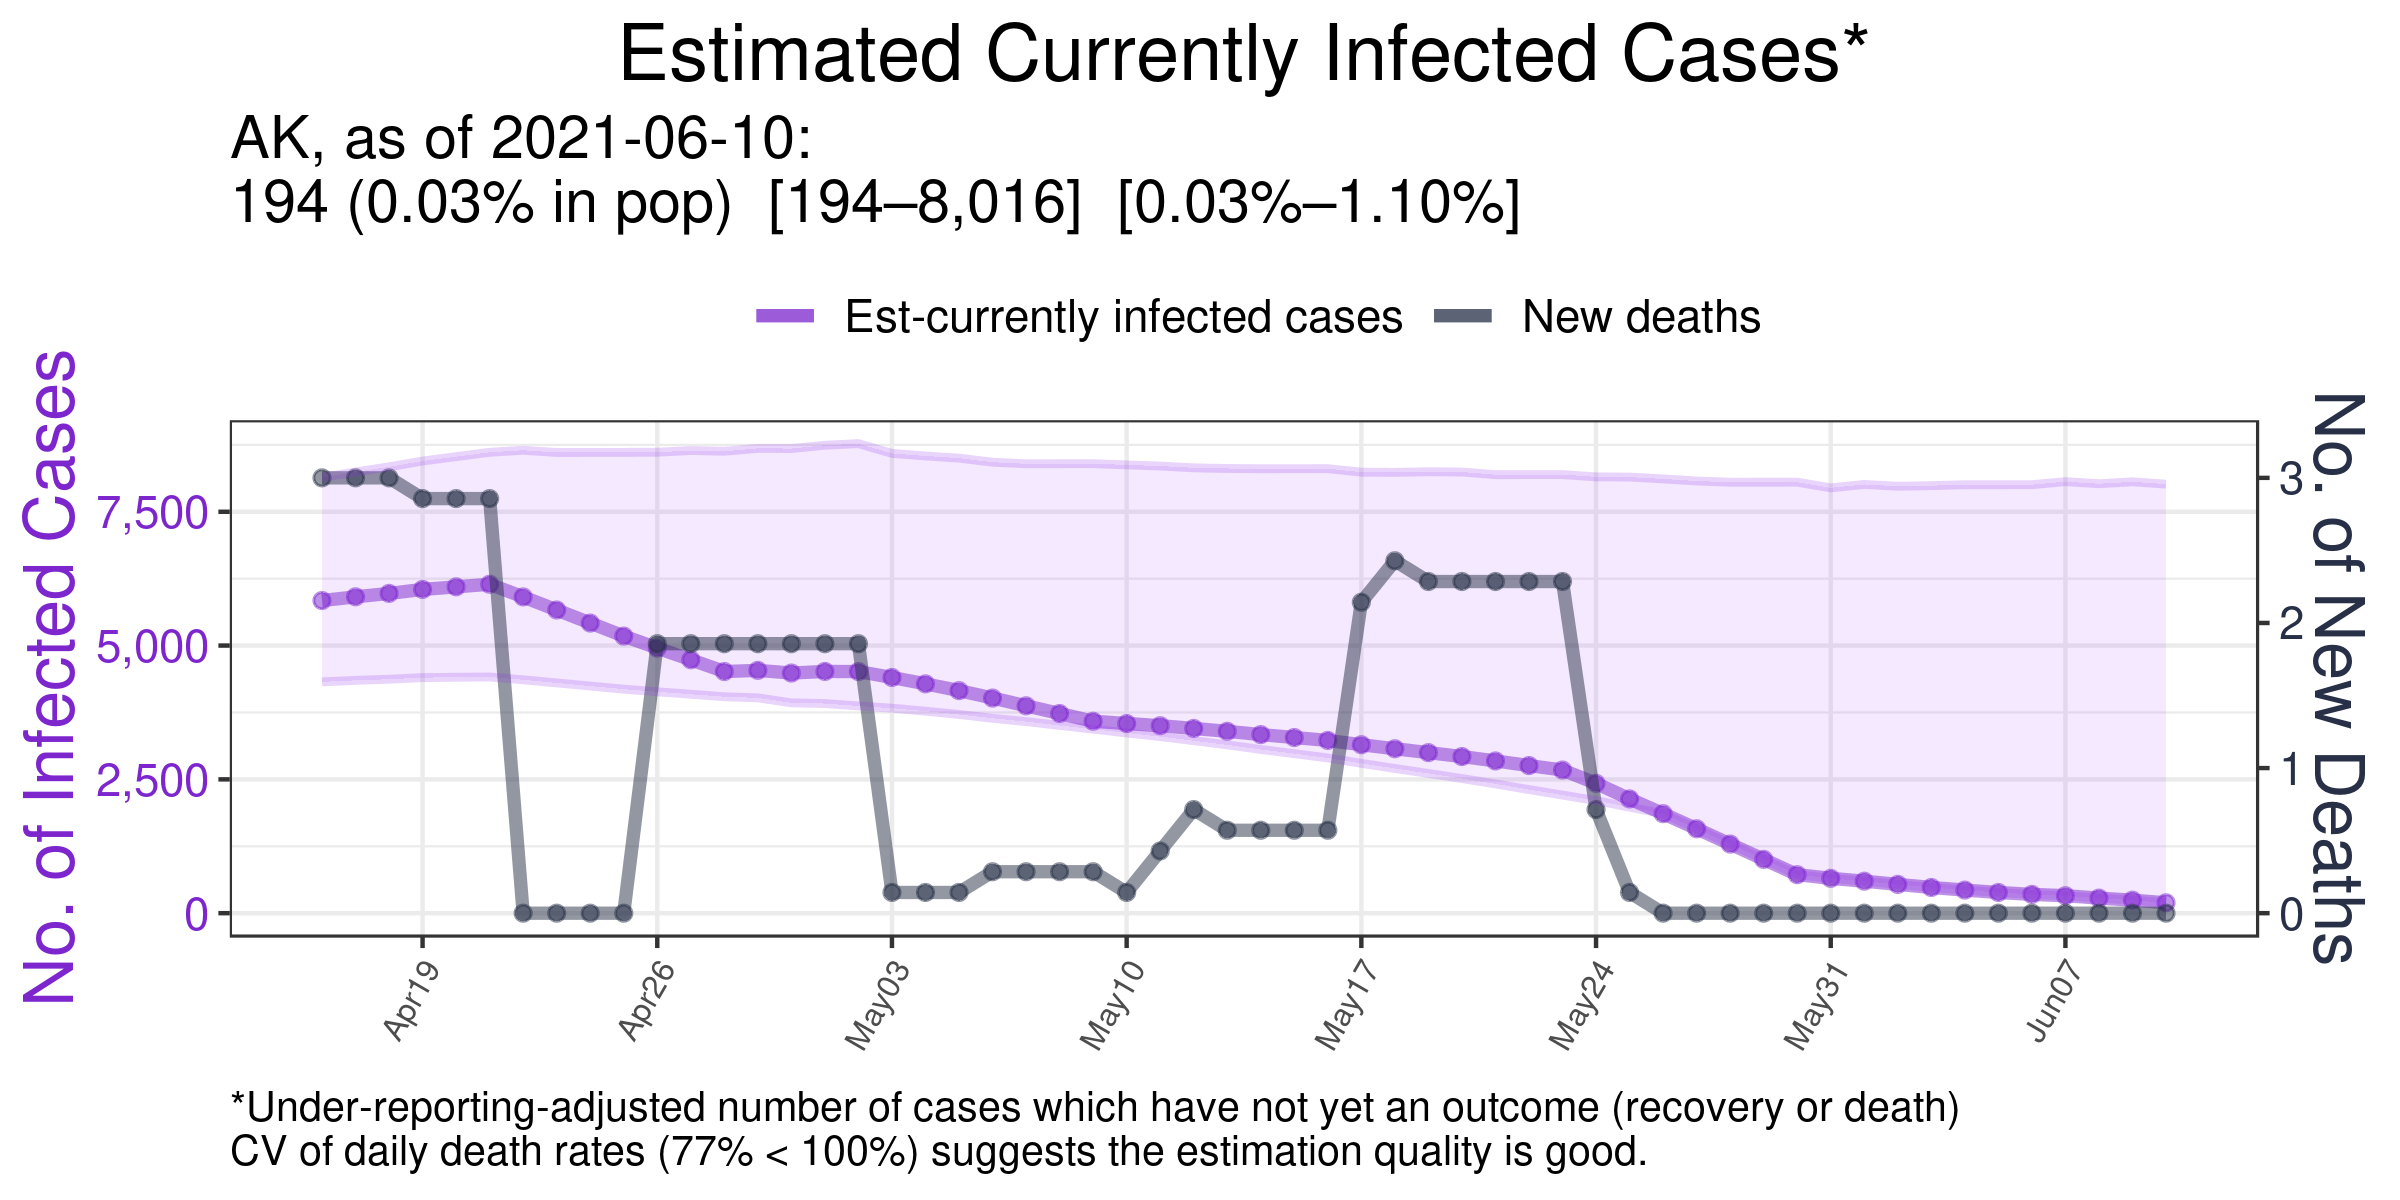 Estimated Currently Infected Cases*
AK, as of 2021-06-10:
194 (0.03% in pop) [194–8,016] [0.03%–1.10%]
Est-currently infected cases
New deaths
No. of Infected Cases
7,500
5,000
2,500
0
3
2
1
0
No. of New Deaths
Apr19
Apr26
May03
May10
May17
May24
May31
Jun07
*Under-reporting-adjusted number of cases which have not yet an outcome (recovery or death)
CV of daily death rates (77% < 100%) suggests the estimation quality is good.